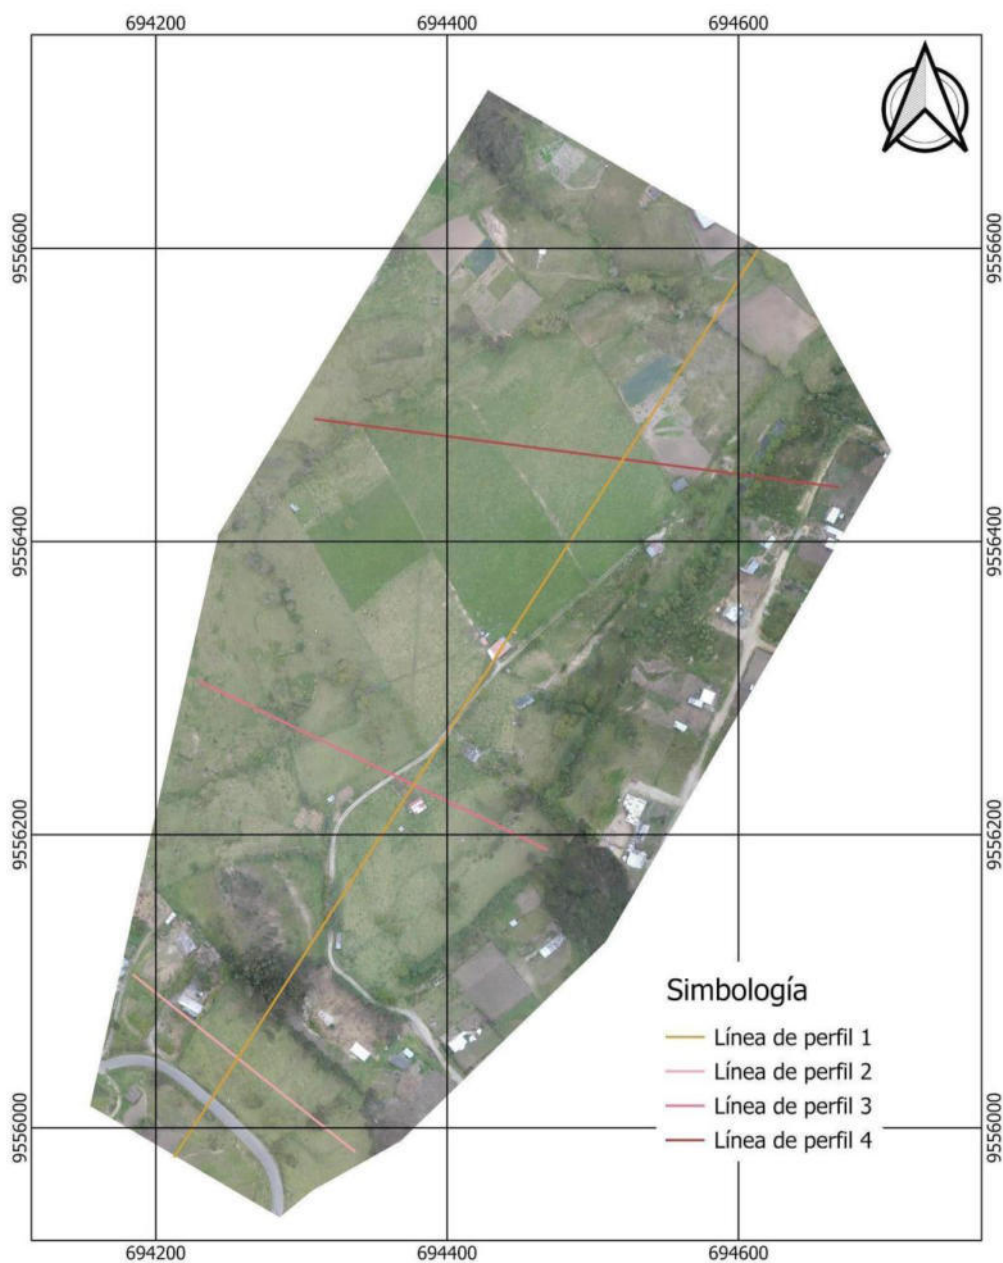 694200 694400 694600
9556600 9556600
9556400 9556400
9556200 9556200
9556000 9556000
Simbología
Línea de perfil 1
Línea de perfil 2
Línea de perfil 3
Línea de perfil 4
694200 694400 694600